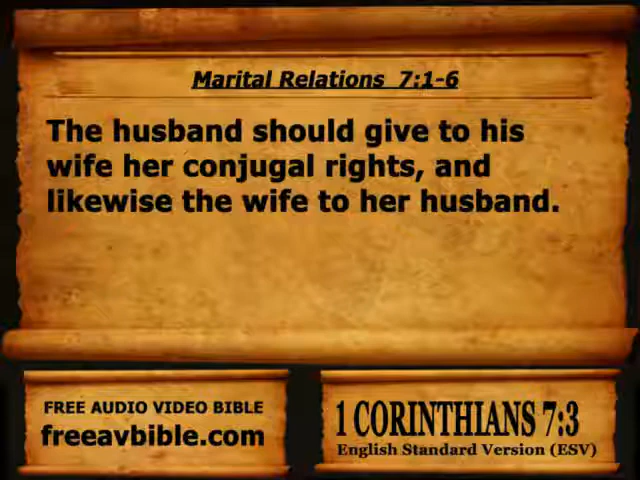 Marital Relations 7:1-6
The husband should give to his
wife her conjugal rights, and
likewise the wife to her husband.
FREE AUDIO VIDEO BIBLE
freeavbible.com
1 CORINTHIANS 7:3
English Standard Version (ESV)